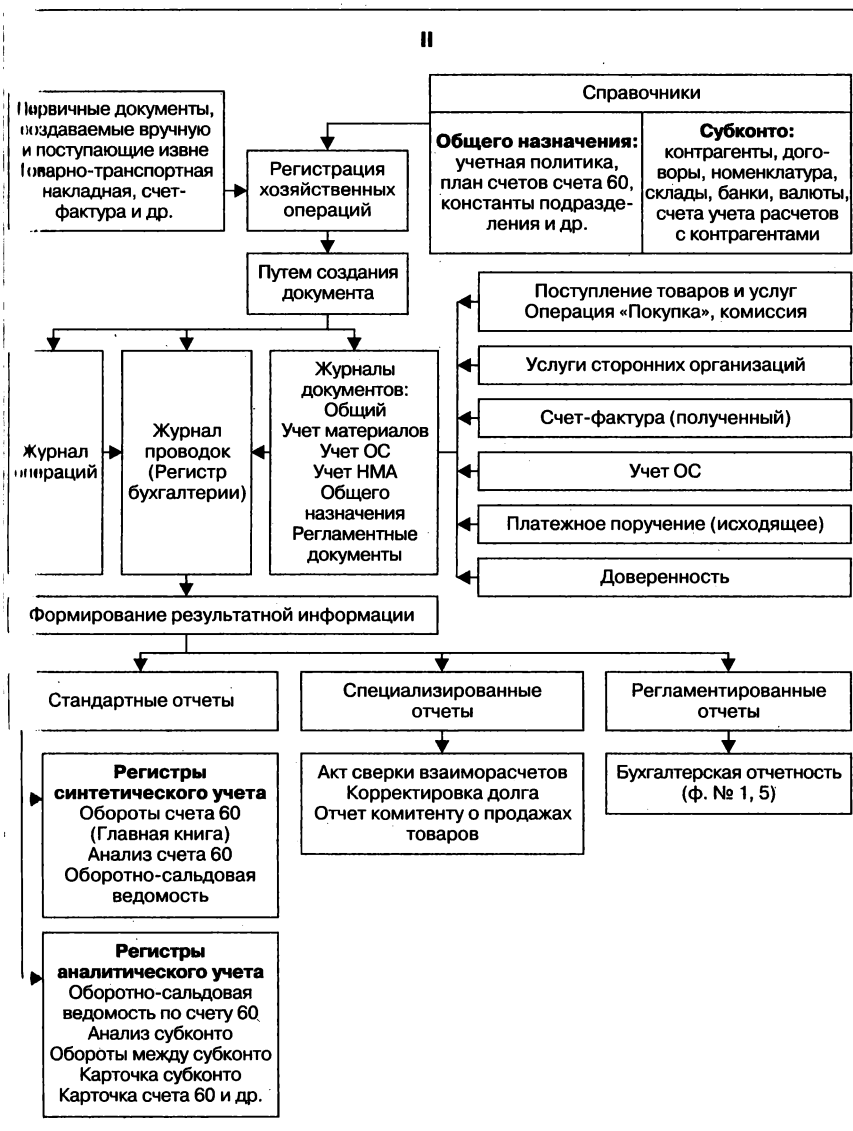 II
Первичные документы,
создаваемые вручную
и поступающие извне
Товарно-транспортная
накладная, счет-
фактура и др.
Регистрация
хозяйственных
операций
Справочники
Общего назначения:
учетная политика,
план счетов счета 60,
константы подразде-
ления и др.
Субконто:
контрагенты, дого-
воры, номенклатура,
склады, банки, валюты,
счета учета расчетов
с контрагентами
Путем создания
документа
Журнал
операций
Журнал
проводок
(Регистр
бухгалтерии)
Журналы
документов:
Общий
Учет материалов
Учет ОС
Учет НМА
Общего
назначения
Регламентные
документы
Поступление товаров и услуг
Операция «Покупка», комиссия
Услуги сторонних организаций
Счет-фактура (полученный)
Учет ОС
Платежное поручение (исходящее)
Доверенность
Формирование результатной информации
Стандартные отчеты
Специализированные
отчеты
Регламентированные
отчеты
Регистры
синтетического учета
Обороты счета 60
(Главная книга)
Анализ счета 60
Оборотно-сальдовая
ведомость
Акт сверки взаиморасчетов
Корректировка долга
Отчет комитенту о продажах
товаров
Бухгалтерская отчетность
(ф. № 1, 5)
Регистры
аналитического учета
Оборотно-сальдовая
ведомость по счету 60
Анализ субконто
Обороты между субконто
Карточка субконто
Карточка счета 60 и др.